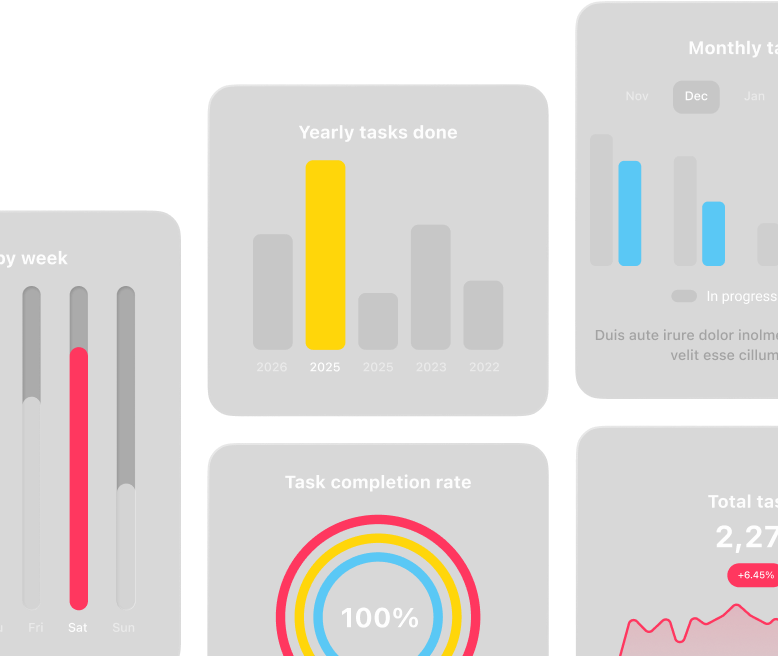 by week
Fri Sat Sun
Yearly tasks done
2026 2025 2025 2023 2022
Task completion rate
100%
Monthly ta
Nov Dec Jan
In progress
Duis aute irure dolor inolme
velit esse cillum
Total tas
2,27
+6.45%